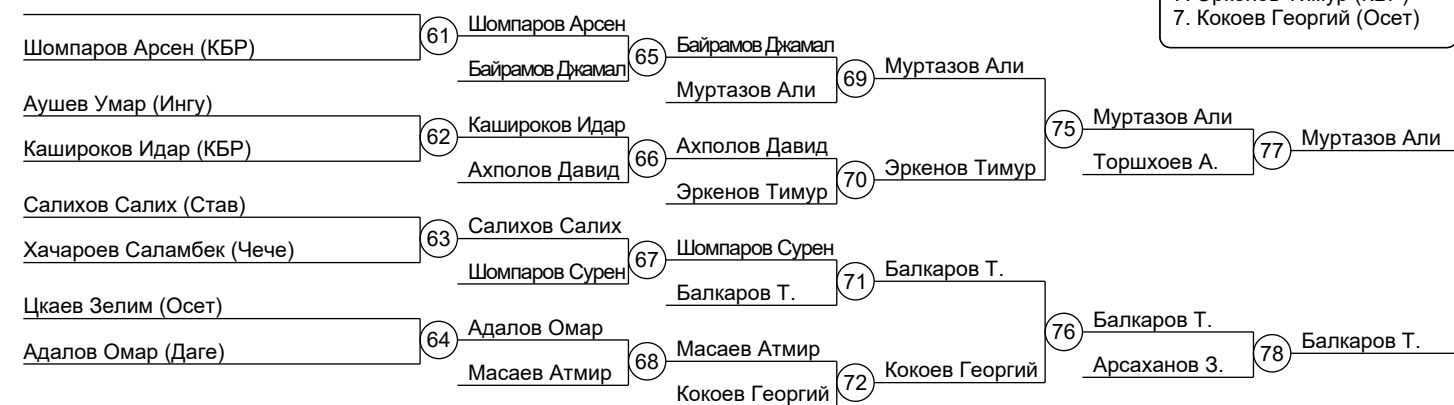 7. Кокоев Георгий (Осет)
61
Шомпаров Арсен
Шомпаров Арсен (КБР)
Байрамов Джамал
65
Байрамов Джамал
Муртазов Али
69
Муртазов Али
Аушев Умар (Ингу)
62
Кашироков Идар
Кашироков Идар (КБР)
Ахполов Давид
66
Ахполов Давид
Эркенов Тимур
70
Эркенов Тимур
75
Муртазов Али
Торшхоев А.
77
Муртазов Али
Салихов Салих (Став)
63
Салихов Салих
Хачароев Саламбек (Чече)
Шомпаров Сурен
67
Шомпаров Сурен
Балкаров Т.
71
Балкаров Т.
Цкаев Зелим (Осет)
64
Адалов Омар
Адалов Омар (Даге)
Масаев Атмир
68
Масаев Атмир
Кокоев Георгий
72
Кокоев Георгий
76
Балкаров Т.
Арсаханов З.
78
Балкаров Т.